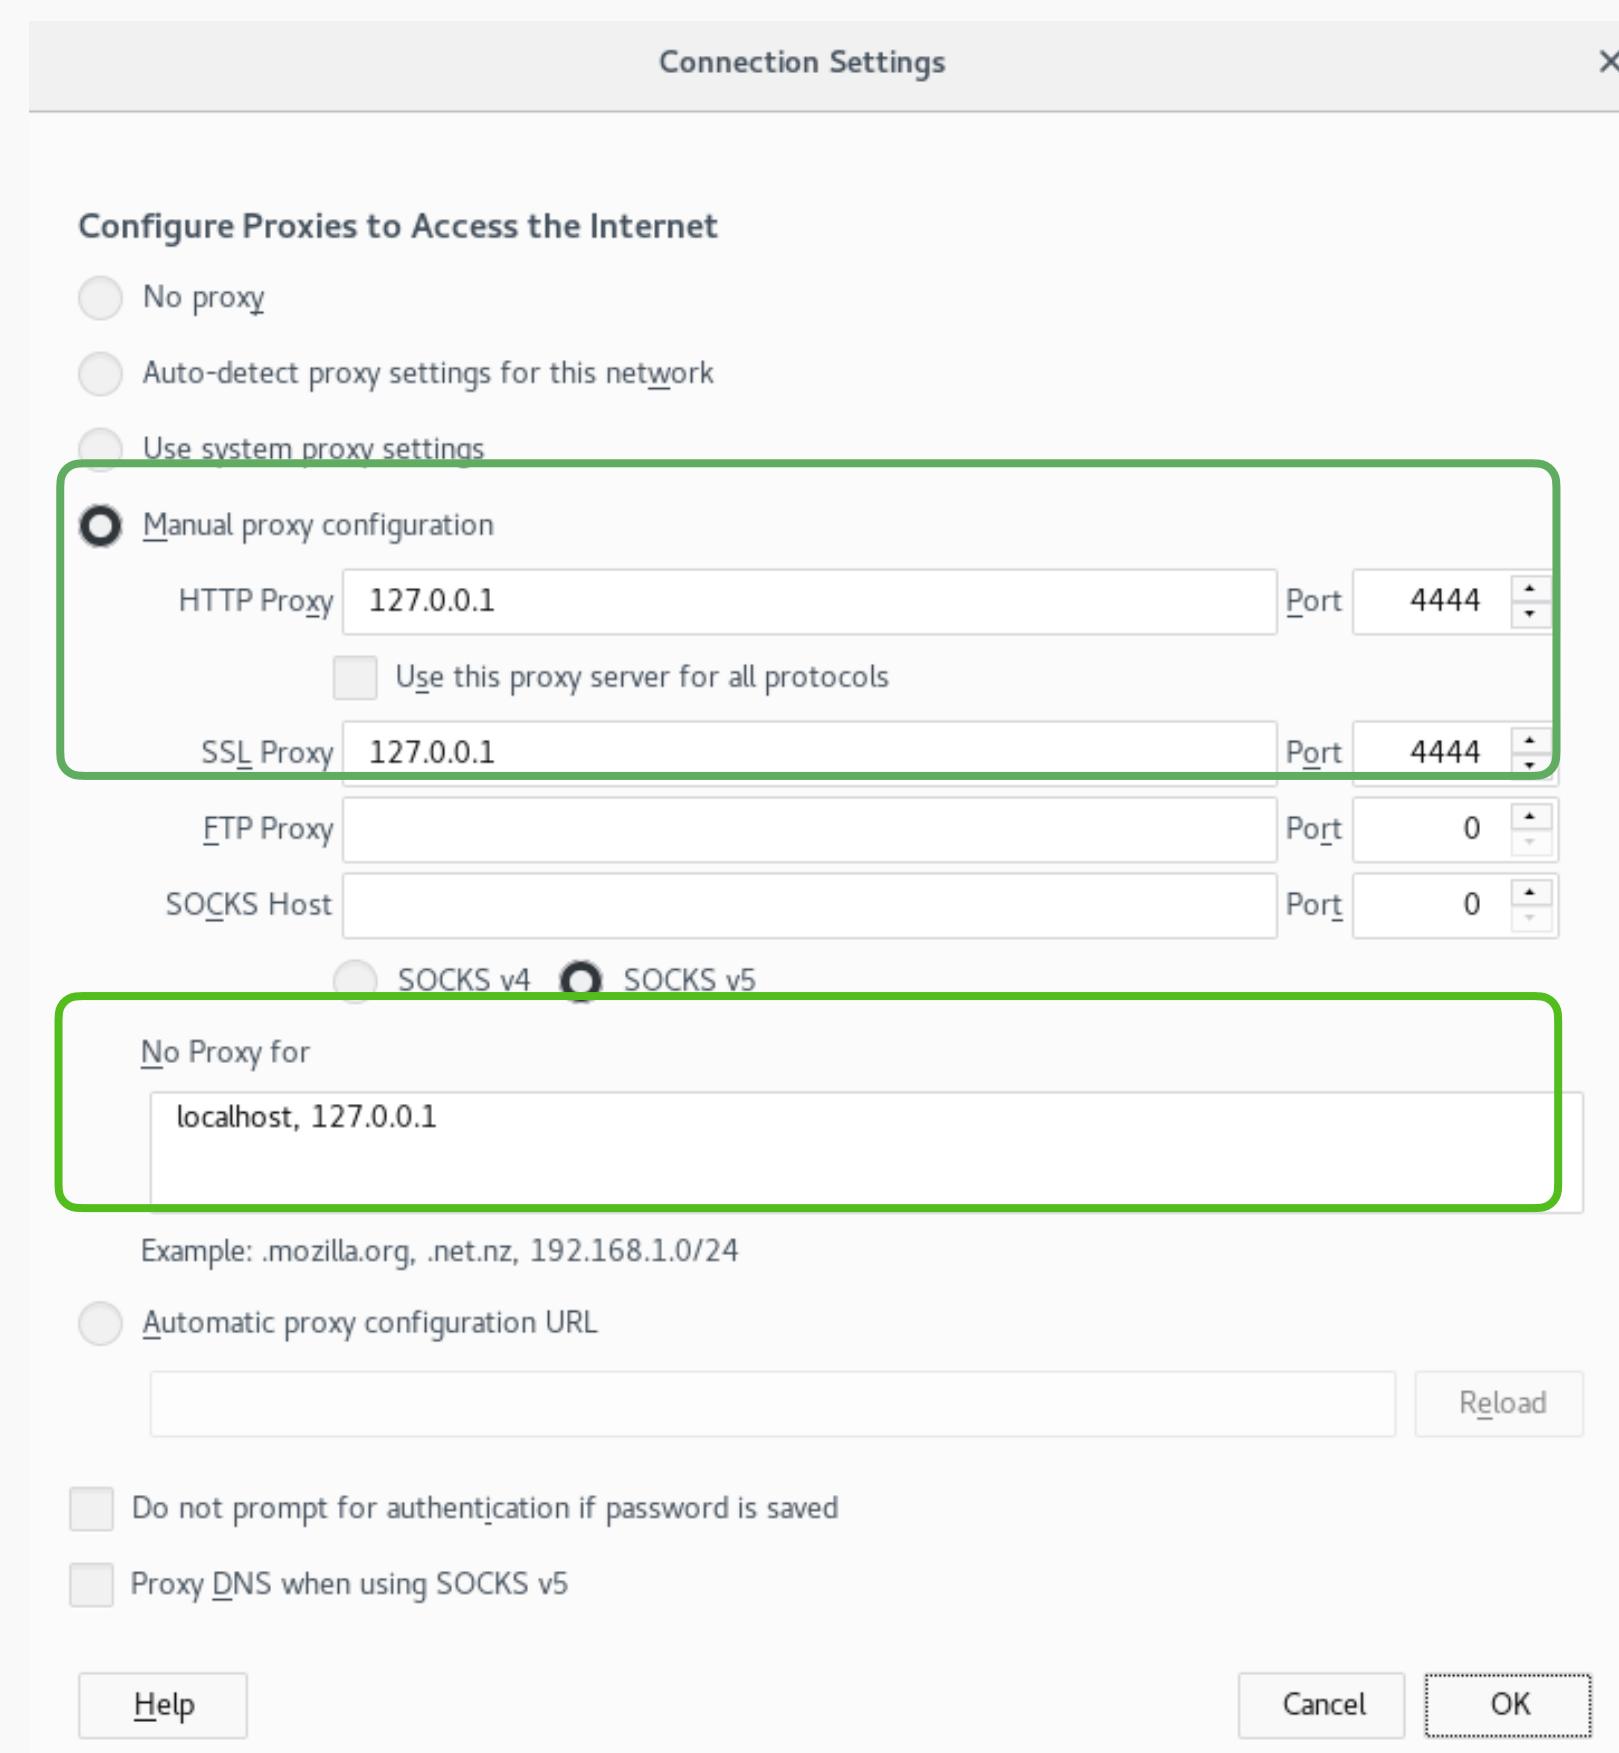 Connection Settings
Configure Proxies to Access the Internet
No proxy
Auto-detect proxy settings for this network
Use system proxy settings
Manual proxy configuration
HTTP Proxy 127.0.0.1 Port 4444
Use this proxy server for all protocols
SSL Proxy 127.0.0.1 Port 4444
FTP Proxy Port 0
SOCKS Host Port 0
SOCKS v4 SOCKS v5
No Proxy for
localhost, 127.0.0.1
Example: .mozilla.org, .net.nz, 192.168.1.0/24
Automatic proxy configuration URL
Reload
Do not prompt for authentication if password is saved
Proxy DNS when using SOCKS v5
Help Cancel OK